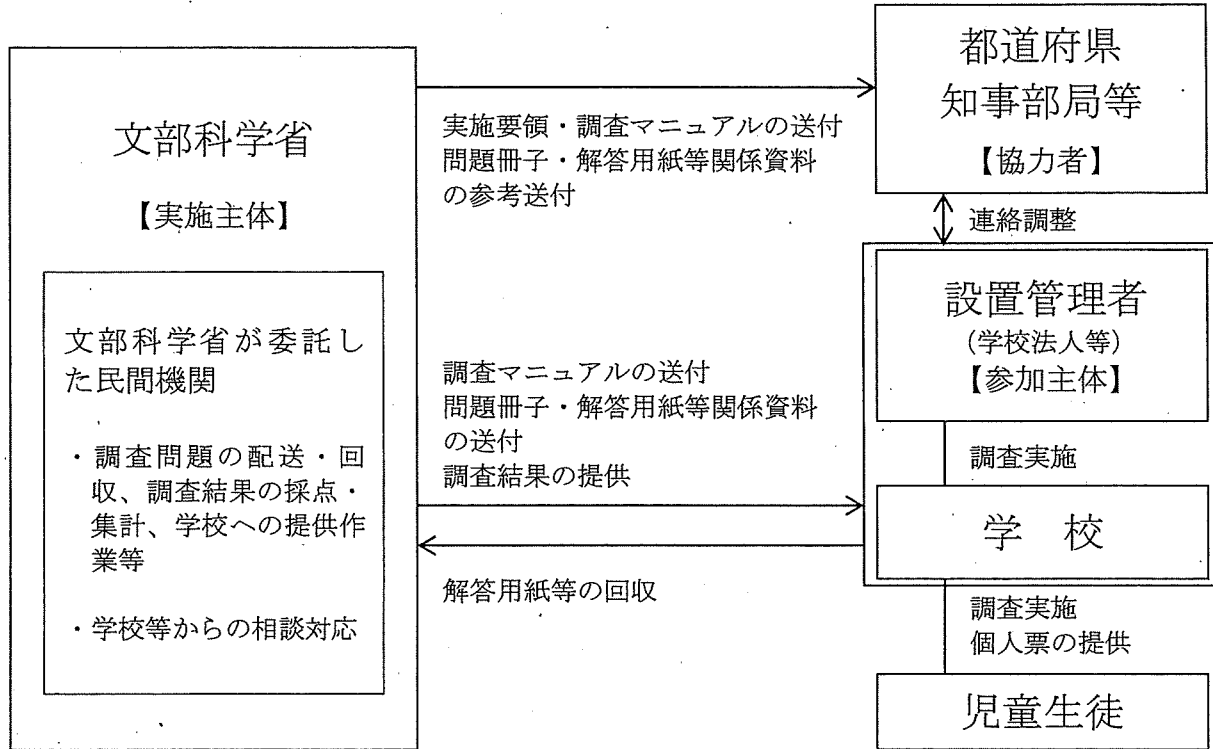 文部科学省
【実施主体】
文部科学省が委託し
た民間機関
・調査問題の配送・回
収、調査結果の採点・
集計、学校への提供作
業等
・学校等からの相談対応
実施要領・調査マニュアルの送付
問題冊子・解答用紙等関係資料
の参考送付
調査マニュアルの送付
問題冊子・解答用紙等関係資料
の送付
調査結果の提供
解答用紙等の回収
都道府県
知事部局等
【協力者】
連絡調整
設置管理者
(学校法人等)
【参加主体】
調査実施
学 校
調査実施
個人票の提供
児童生徒